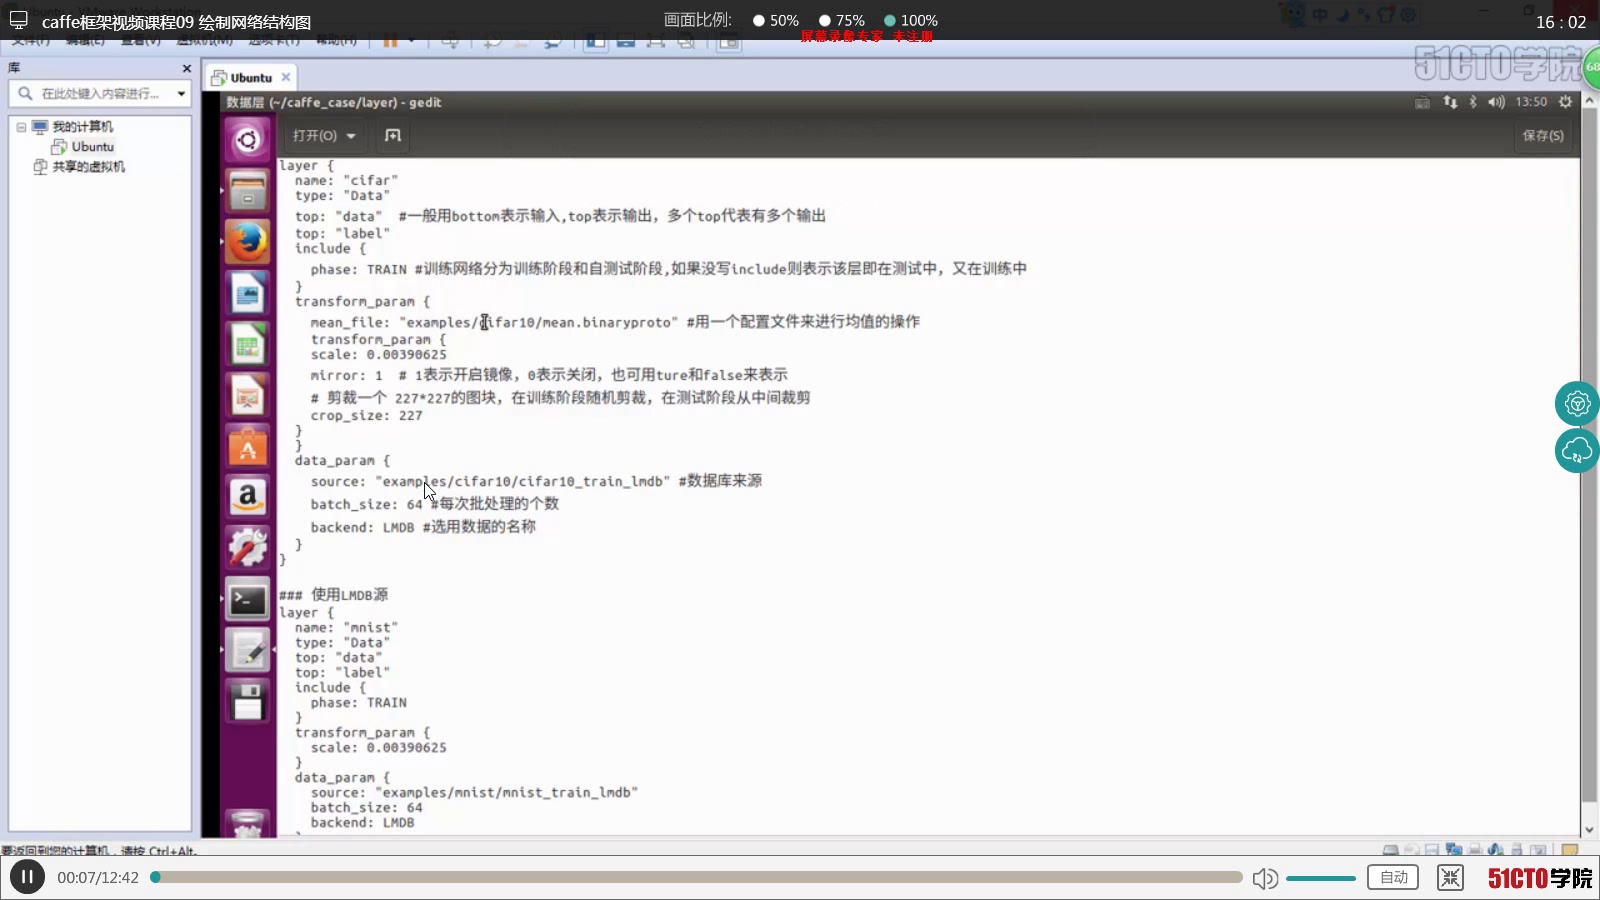 caffe框架视频课程09 绘制网络结构图
画面比例: 50% 75% 100%
16 : 02
屏幕录像专家 未注册
文件(F) 编辑(E) 查看(V) 虚拟机(M) 选项卡(T) 帮助(H)
51CTO学院
68
库
Ubuntu
在此处键入内容进行...
我的计算机
Ubuntu
共享的虚拟机
数据层 (~/caffe_case/layer) - gedit
13:50
打开(O)
保存(S)
layer {
name: "cifar"
type: "Data"
top: "data" #一般用bottom表示输入,top表示输出，多个top代表有多个输出
top: "label"
include {
phase: TRAIN #训练网络分为训练阶段和自测试阶段,如果没写include则表示该层即在测试中，又在训练中
}
transform_param {
mean_file: "examples/cifar10/mean.binaryproto" #用一个配置文件来进行均值的操作
transform_param {
scale: 0.00390625
mirror: 1 # 1表示开启镜像，0表示关闭，也可用ture和false来表示
# 剪裁一个 227*227的图块，在训练阶段随机剪裁，在测试阶段从中间裁剪
crop_size: 227
}
}
data_param {
source: "examples/cifar10/cifar10_train_lmdb" #数据库来源
batch_size: 64 #每次批处理的个数
backend: LMDB #选用数据的名称
}
}
### 使用LMDB源
layer {
name: "mnist"
type: "Data"
top: "data"
top: "label"
include {
phase: TRAIN
}
transform_param {
scale: 0.00390625
}
data_param {
source: "examples/mnist/mnist_train_lmdb"
batch_size: 64
backend: LMDB
要返回到您的计算机，请按 Ctrl+Alt。
00:07/12:42
自动
51CTO学院